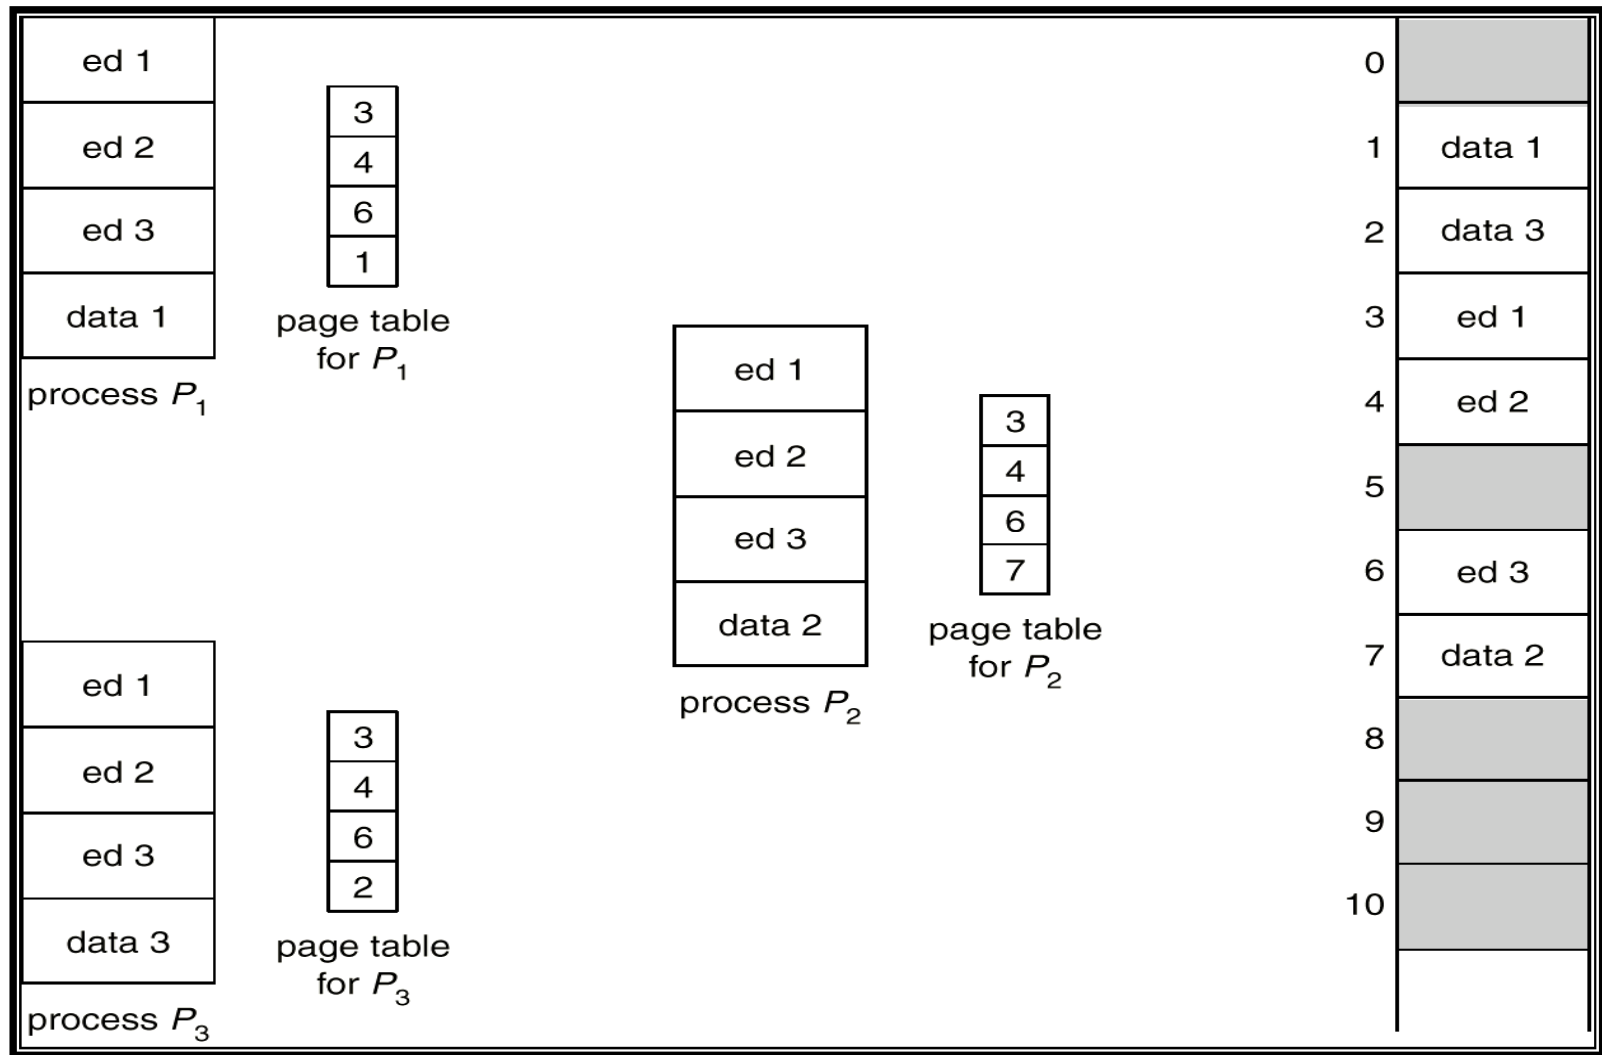 ed 1
ed 2
ed 3
data 1
process P1
3
4
6
1
page table
for P1
ed 1
ed 2
ed 3
data 2
process P2
3
4
6
7
page table
for P2
ed 1
ed 2
ed 3
data 3
process P3
3
4
6
2
page table
for P3
0
1 data 1
2 data 3
3 ed 1
4 ed 2
5
6 ed 3
7 data 2
8
9
10